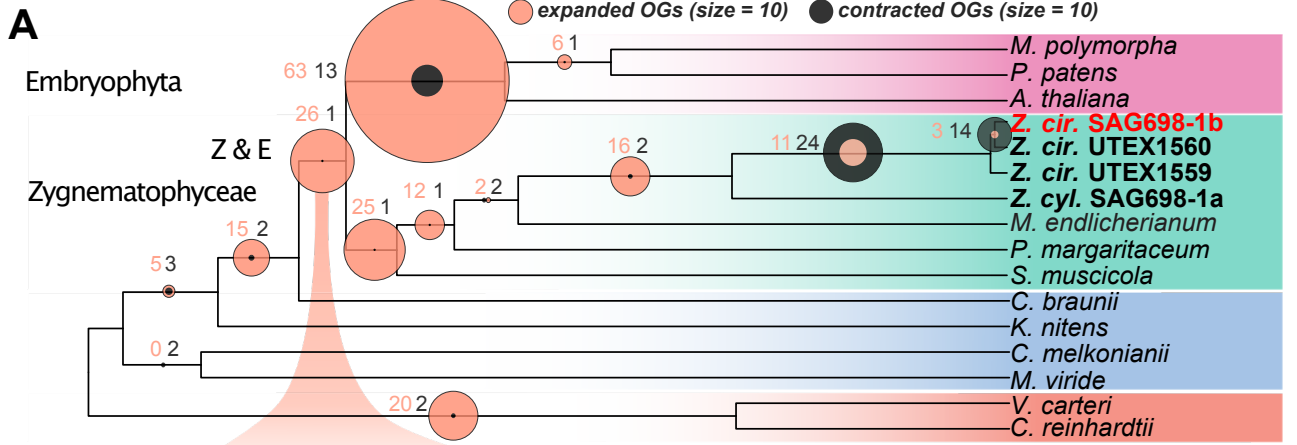 A
expanded OGs (size = 10) contracted OGs (size = 10)
6 1
M. polymorpha
63 13
P. patens
Embryophyta
A. thaliana
26 1
3 14
Z. cir. SAG698-1b
Z & E
16 2
11 24
Z. cir. UTEX1560
Z. cir. UTEX1559
Zygnematophyceae
12 1
2 2
Z. cyl. SAG698-1a
25 1
M. endlicherianum
15 2
P. margaritaceum
5 3
S. muscicola
C. braunii
K. nitens
0 2
C. melkonianii
M. viride
20 2
V. carteri
C. reinhardtii